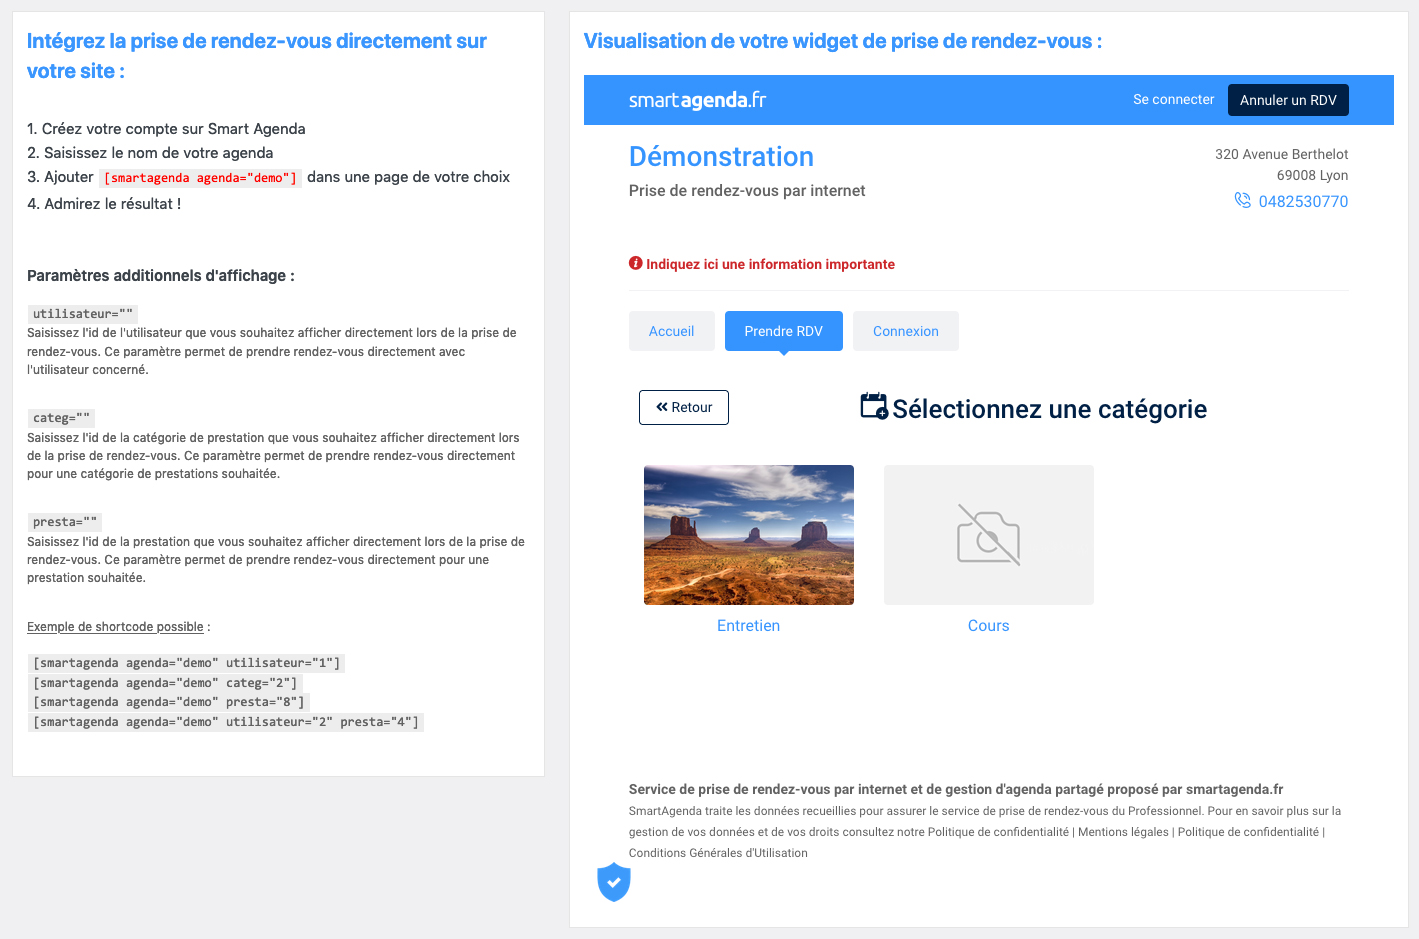 Intégrez la prise de rendez-vous directement sur
votre site :
1. Créez votre compte sur Smart Agenda
2. Saisissez le nom de votre agenda
3. Ajouter [smartagenda agenda="demo"] dans une page de votre choix
4. Admirez le résultat !
Paramètres additionnels d'affichage :
utilisateur=""
Saisissez l'id de l'utilisateur que vous souhaitez afficher directement lors de la prise de
rendez-vous. Ce paramètre permet de prendre rendez-vous directement avec
l'utilisateur concerné.
categ=""
Saisissez l'id de la catégorie de prestation que vous souhaitez afficher directement lors
de la prise de rendez-vous. Ce paramètre permet de prendre rendez-vous directement
pour une catégorie de prestations souhaitée.
presta=""
Saisissez l'id de la prestation que vous souhaitez afficher directement lors de la prise de
rendez-vous. Ce paramètre permet de prendre rendez-vous directement pour une
prestation souhaitée.
Exemple de shortcode possible :
[smartagenda agenda="demo" utilisateur="1"]
[smartagenda agenda="demo" categ="2"]
[smartagenda agenda="demo" presta="8"]
[smartagenda agenda="demo" utilisateur="2" presta="4"]
Visualisation de votre widget de prise de rendez-vous :
smartagenda.fr
Se connecter
Annuler un RDV
Démonstration
Prise de rendez-vous par internet
320 Avenue Berthelot
69008 Lyon
0482530770
Indiquez ici une information importante
Accueil
Prendre RDV
Connexion
Retour
Sélectionnez une catégorie
Entretien
Cours
Service de prise de rendez-vous par internet et de gestion d'agenda partagé proposé par smartagenda.fr
SmartAgenda traite les données recueillies pour assurer le service de prise de rendez-vous du Professionnel. Pour en savoir plus sur la
gestion de vos données et de vos droits consultez notre Politique de confidentialité | Mentions légales | Politique de confidentialité |
Conditions Générales d'Utilisation